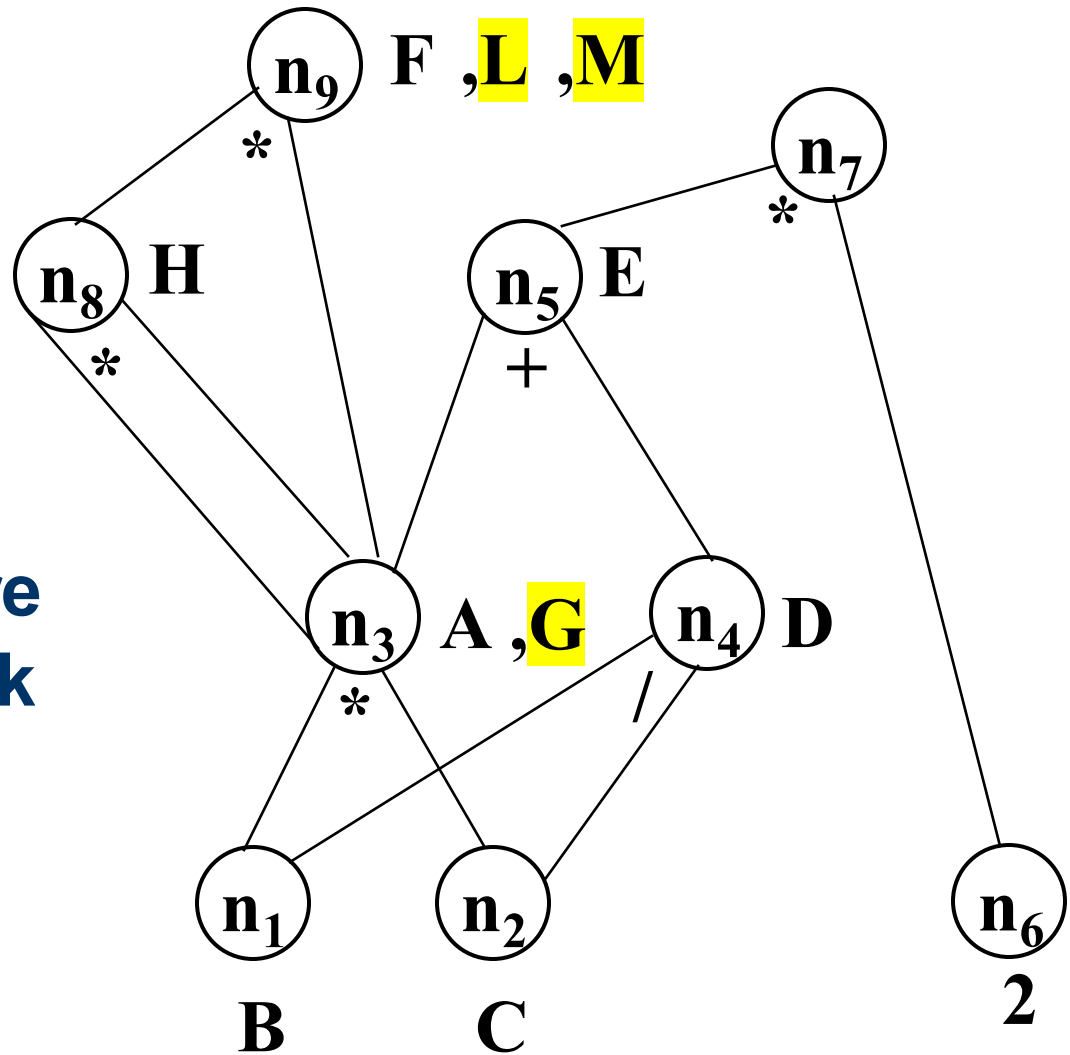 n₉ F ,L ,M
*
n₇
*
n₈ H
*
n₅ E
+
n₃ A ,G
*
n₄ D
/
n₁
B
n₂
C
n₆
2